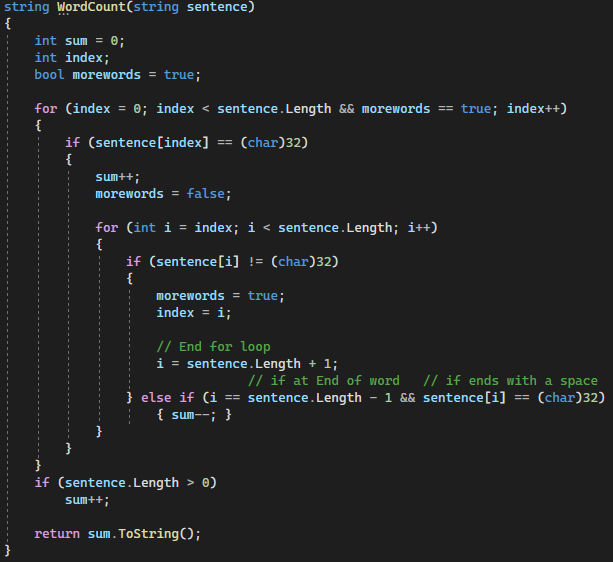 string WordCount(string sentence)
{
    int sum = 0;
    int index;
    bool morewords = true;

    for (index = 0; index < sentence.Length && morewords == true; index++)
    {
        if (sentence[index] == (char)32)
        {
            sum++;
            morewords = false;

            for (int i = index; i < sentence.Length; i++)
            {
                if (sentence[i] != (char)32)
                {
                    morewords = true;
                    index = i;

                    // End for loop
                    i = sentence.Length + 1;
                                // if at End of word   // if ends with a space
                } else if (i == sentence.Length - 1 && sentence[i] == (char)32)
                    { sum--; }
            }
        }
    }
    if (sentence.Length > 0)
        sum++;

    return sum.ToString();
}